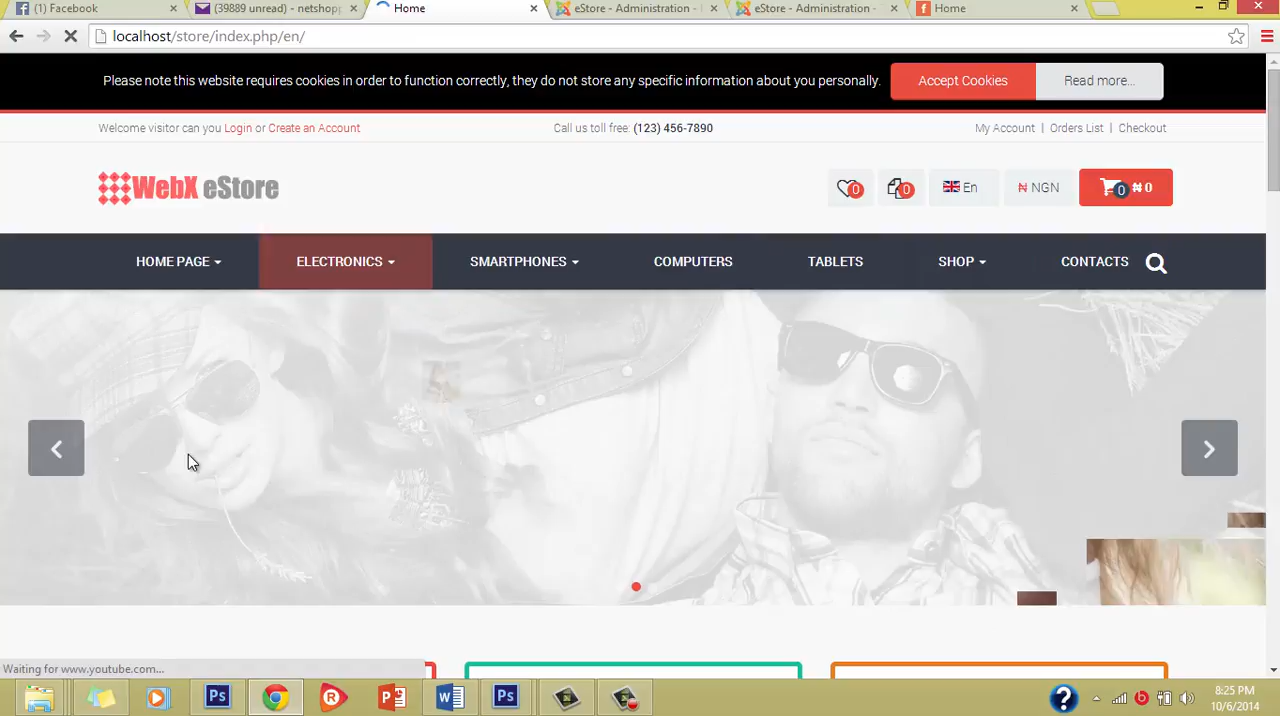 (1) Facebook
(39889 unread) - netshopp
Home
eStore - Administration -
eStore - Administration -
Home
localhost/store/index.php/en/
Please note this website requires cookies in order to function correctly, they do not store any specific information about you personally.
Accept Cookies
Read more...
Welcome visitor can you Login or Create an Account
Call us toll free: (123) 456-7890
My Account | Orders List | Checkout
WebX eStore
0
0
En
₦ NGN
0
₦ 0
HOME PAGE
ELECTRONICS
SMARTPHONES
COMPUTERS
TABLETS
SHOP
CONTACTS
Waiting for www.youtube.com...
8:25 PM
10/6/2014